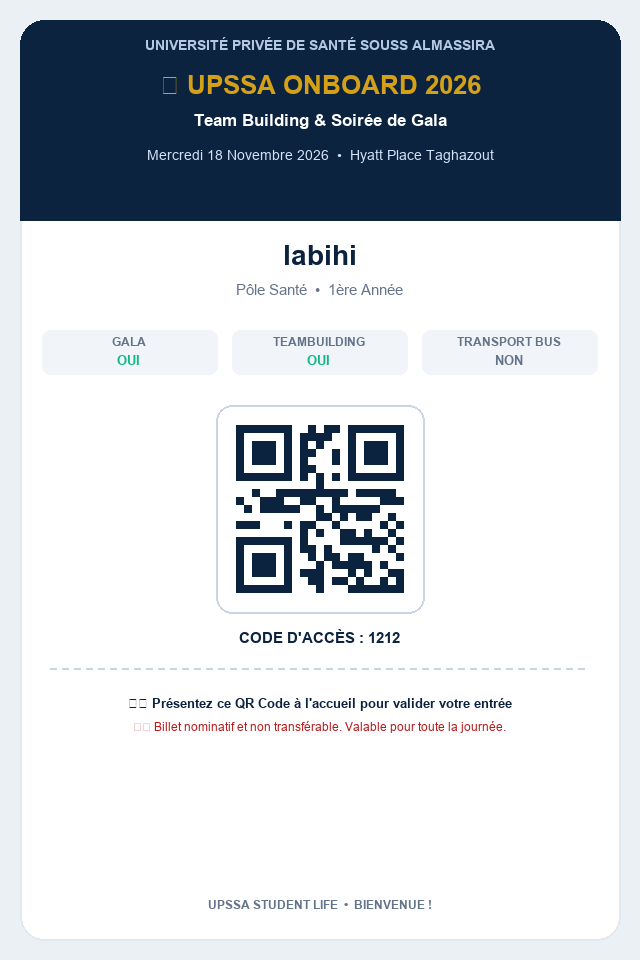 UNIVERSITÉ PRIVÉE DE SANTÉ SOUSS ALMASSIRA
UPSSA ONBOARD 2026
Team Building & Soirée de Gala
Mercredi 18 Novembre 2026 • Hyatt Place Taghazout
labihi
Pôle Santé • 1ère Année
GALA
OUI
TEAMBUILDING
OUI
TRANSPORT BUS
NON
CODE D'ACCÈS : 1212
Présentez ce QR Code à l'accueil pour valider votre entrée
Billet nominatif et non transférable. Valable pour toute la journée.
UPSSA STUDENT LIFE • BIENVENUE !